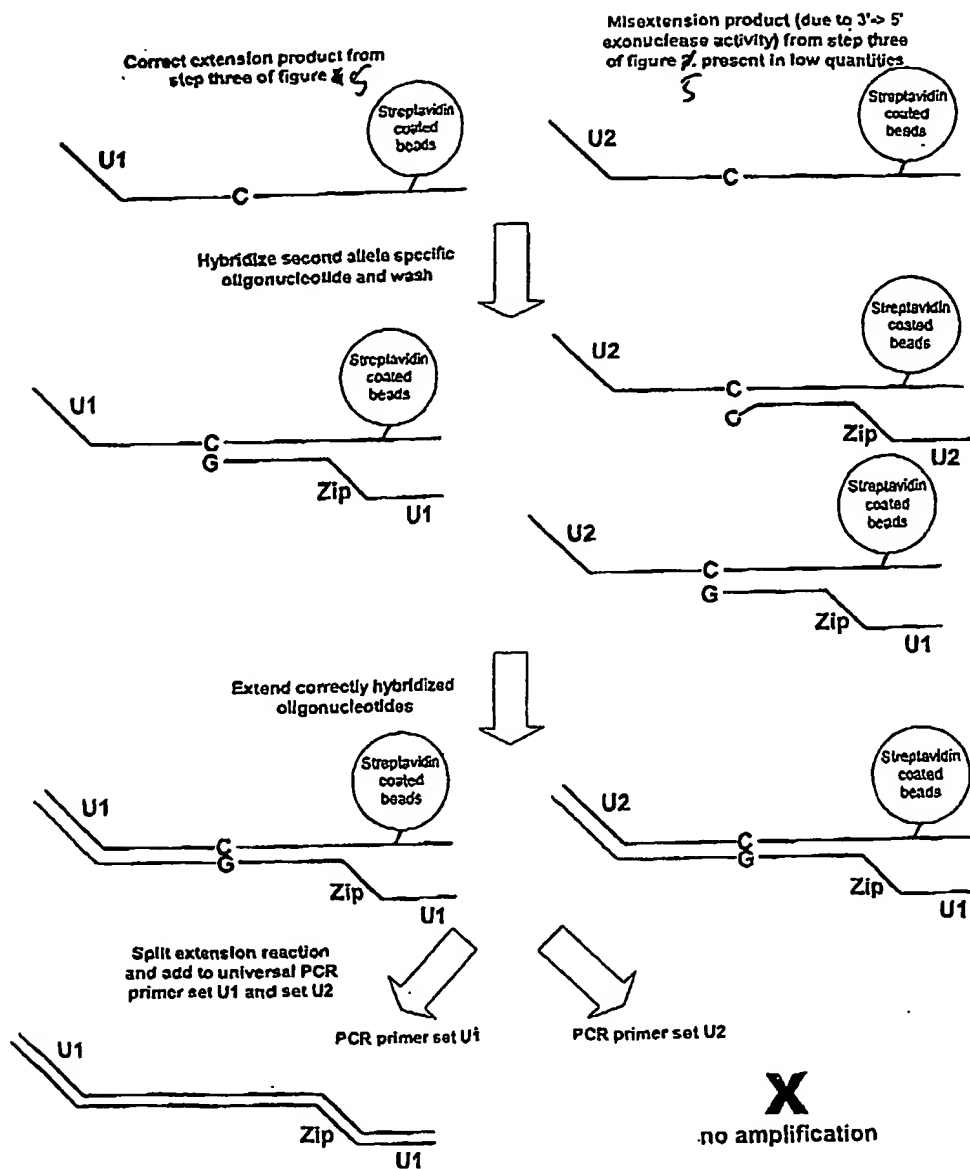 Correct extension product from
step three of figure 5
Misextension product (due to 3'-> 5'
exonuclease activity) from step three
of figure 7. present in low quantities
5
Streptavidin
coated
beads
Streptavidin
coated
beads
U1
C
U2
C
Hybridize second allele specific
oligonucleotide and wash
Streptavidin
coated
beads
U1
C
G
Zip
U1
Streptavidin
coated
beads
U2
C
C
Zip
U2
Streptavidin
coated
beads
U2
C
G
Zip
U1
Extend correctly hybridized
oligonucleotides
Streptavidin
coated
beads
U1
C
G
Zip
U1
Streptavidin
coated
beads
U2
C
G
Zip
U1
Split extension reaction
and add to universal PCR
primer set U1 and set U2
PCR primer set U1
PCR primer set U2
U1
Zip
U1
X
no amplification